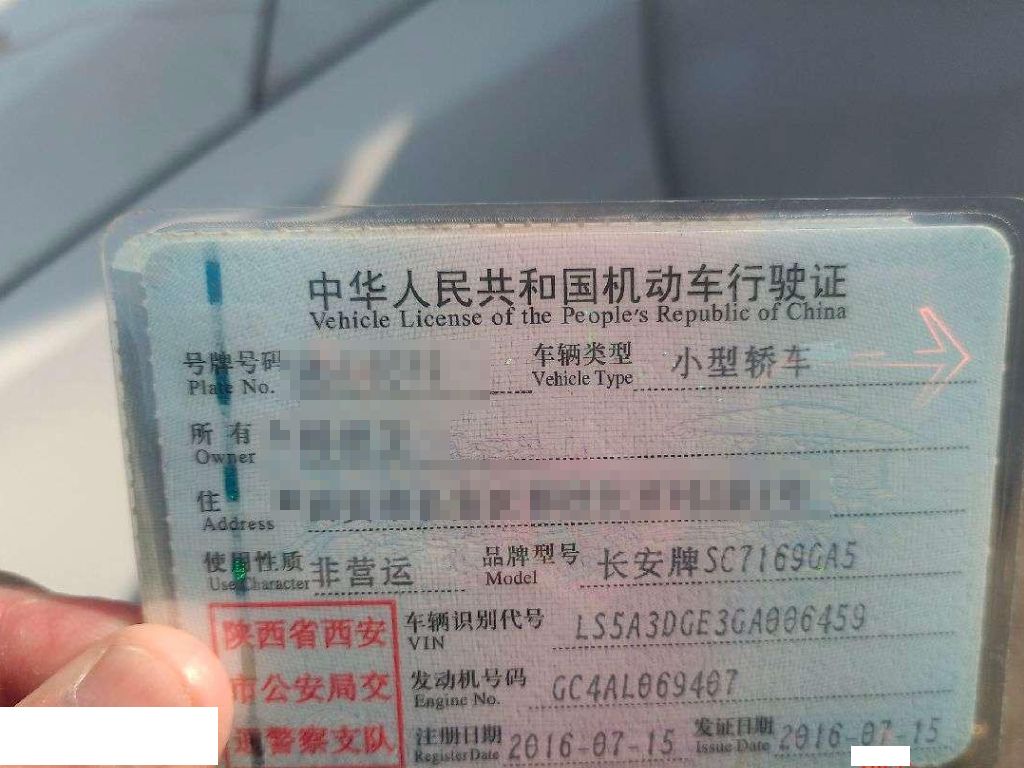 中华人民共和国机动车行驶证
Vehicle License of the People's Republic of China
号牌号码 车辆类型 小型轿车
Plate No. Vehicle Type
所有
Owner
住
Address
使用性质 非营运 品牌型号 长安牌SC7169GA5
Use Character Model
陕西省西安 车辆识别代号 LS5A3DGE3GA006459
VIN
市公安局交 发动机号码 GC4AL069407
Engine No.
通警察支队 注册日期 2016-07-15 发证日期 2016-07-15
Register Date Issue Date